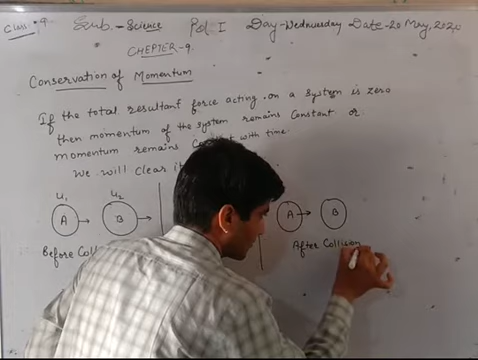 Class - 9. Sub. - Science Pd I Day - Wednesday Date - 20 May, 2020
CHEPTER - 9.
Conservation of Momentum
If the total resultant force acting on a system is zero
then momentum of the system remains Constant or
momentum remains Constant with time.
We will clear it
u1 u2
A B A B
Before After Collision